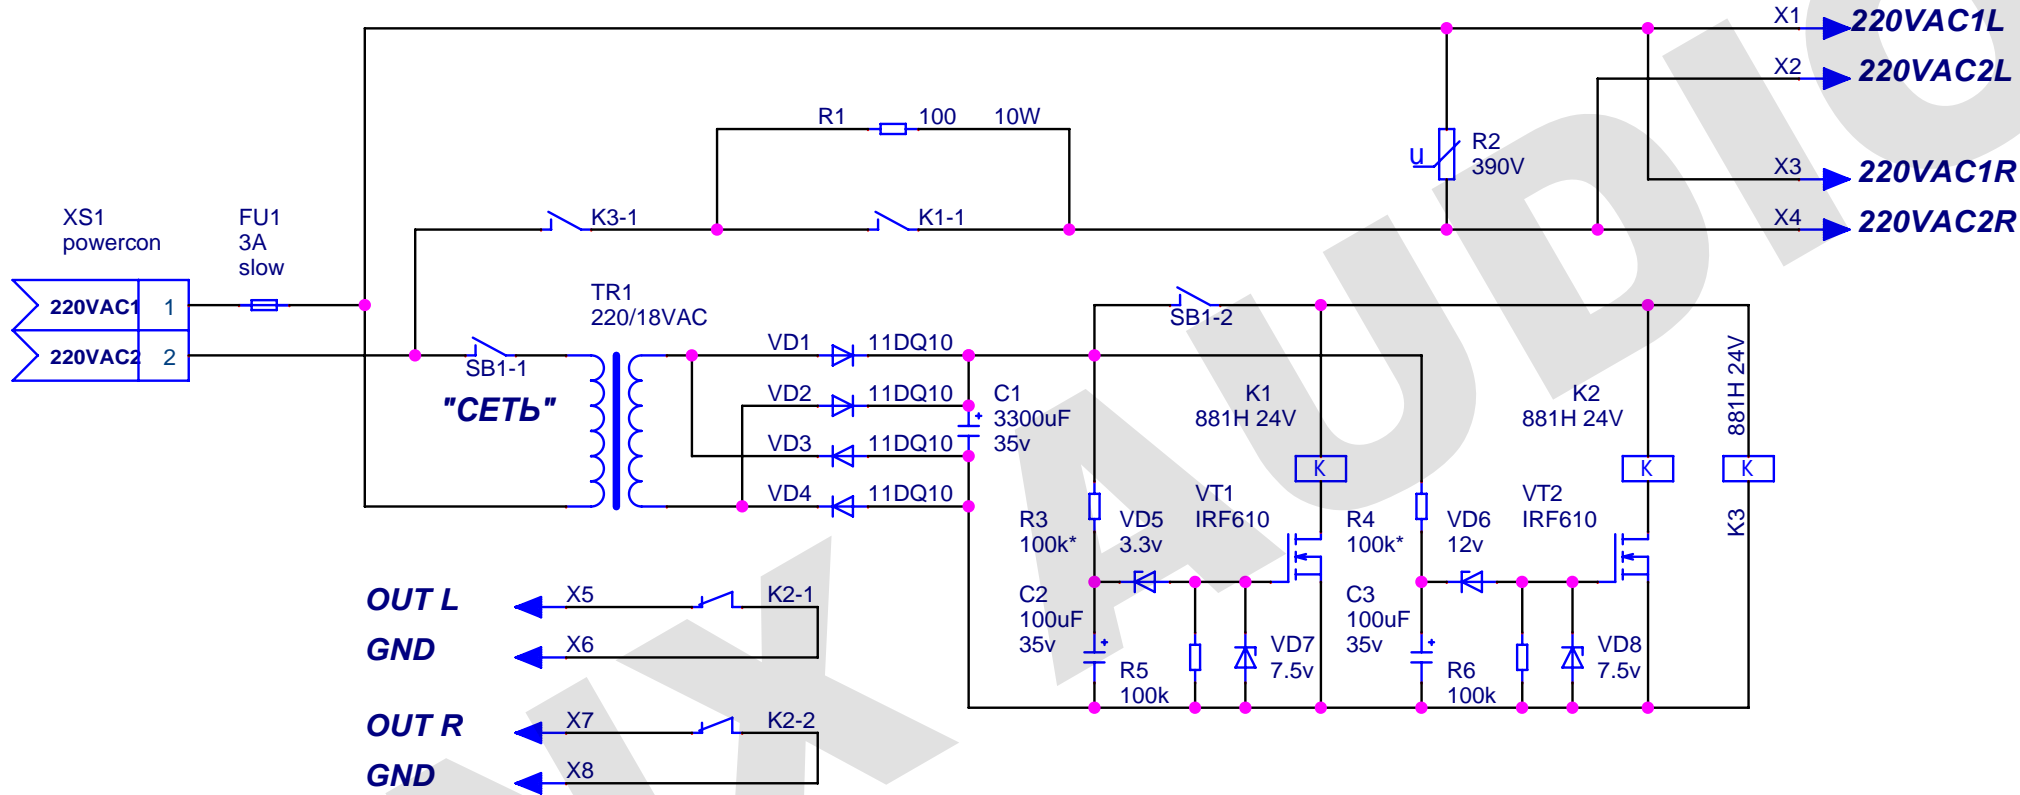 X1 220VAC1L
X2 220VAC2L
R1 100 10W
R2
390V
u
X3 220VAC1R
K3-1 K1-1
X4 220VAC2R
XS1
powercon
FU1
3A
slow
220VAC1 1
220VAC2 2
TR1
220/18VAC
SB1-1
"СЕТЬ"
SB1-2
VD1 11DQ10
VD2 11DQ10
VD3 11DQ10
VD4 11DQ10
C1
3300uF
35v
+
K1
881H 24V
K
K2
881H 24V
K
881H 24V
K
K3
R3
100k*
VD5
3.3v
VT1
IRF610
R4
100k*
VD6
12v
VT2
IRF610
C2
100uF
35v
+
R5
100k
VD7
7.5v
C3
100uF
35v
+
R6
100k
VD8
7.5v
OUT L X5 K2-1
GND X6
OUT R X7 K2-2
GND X8
NX AUDIO